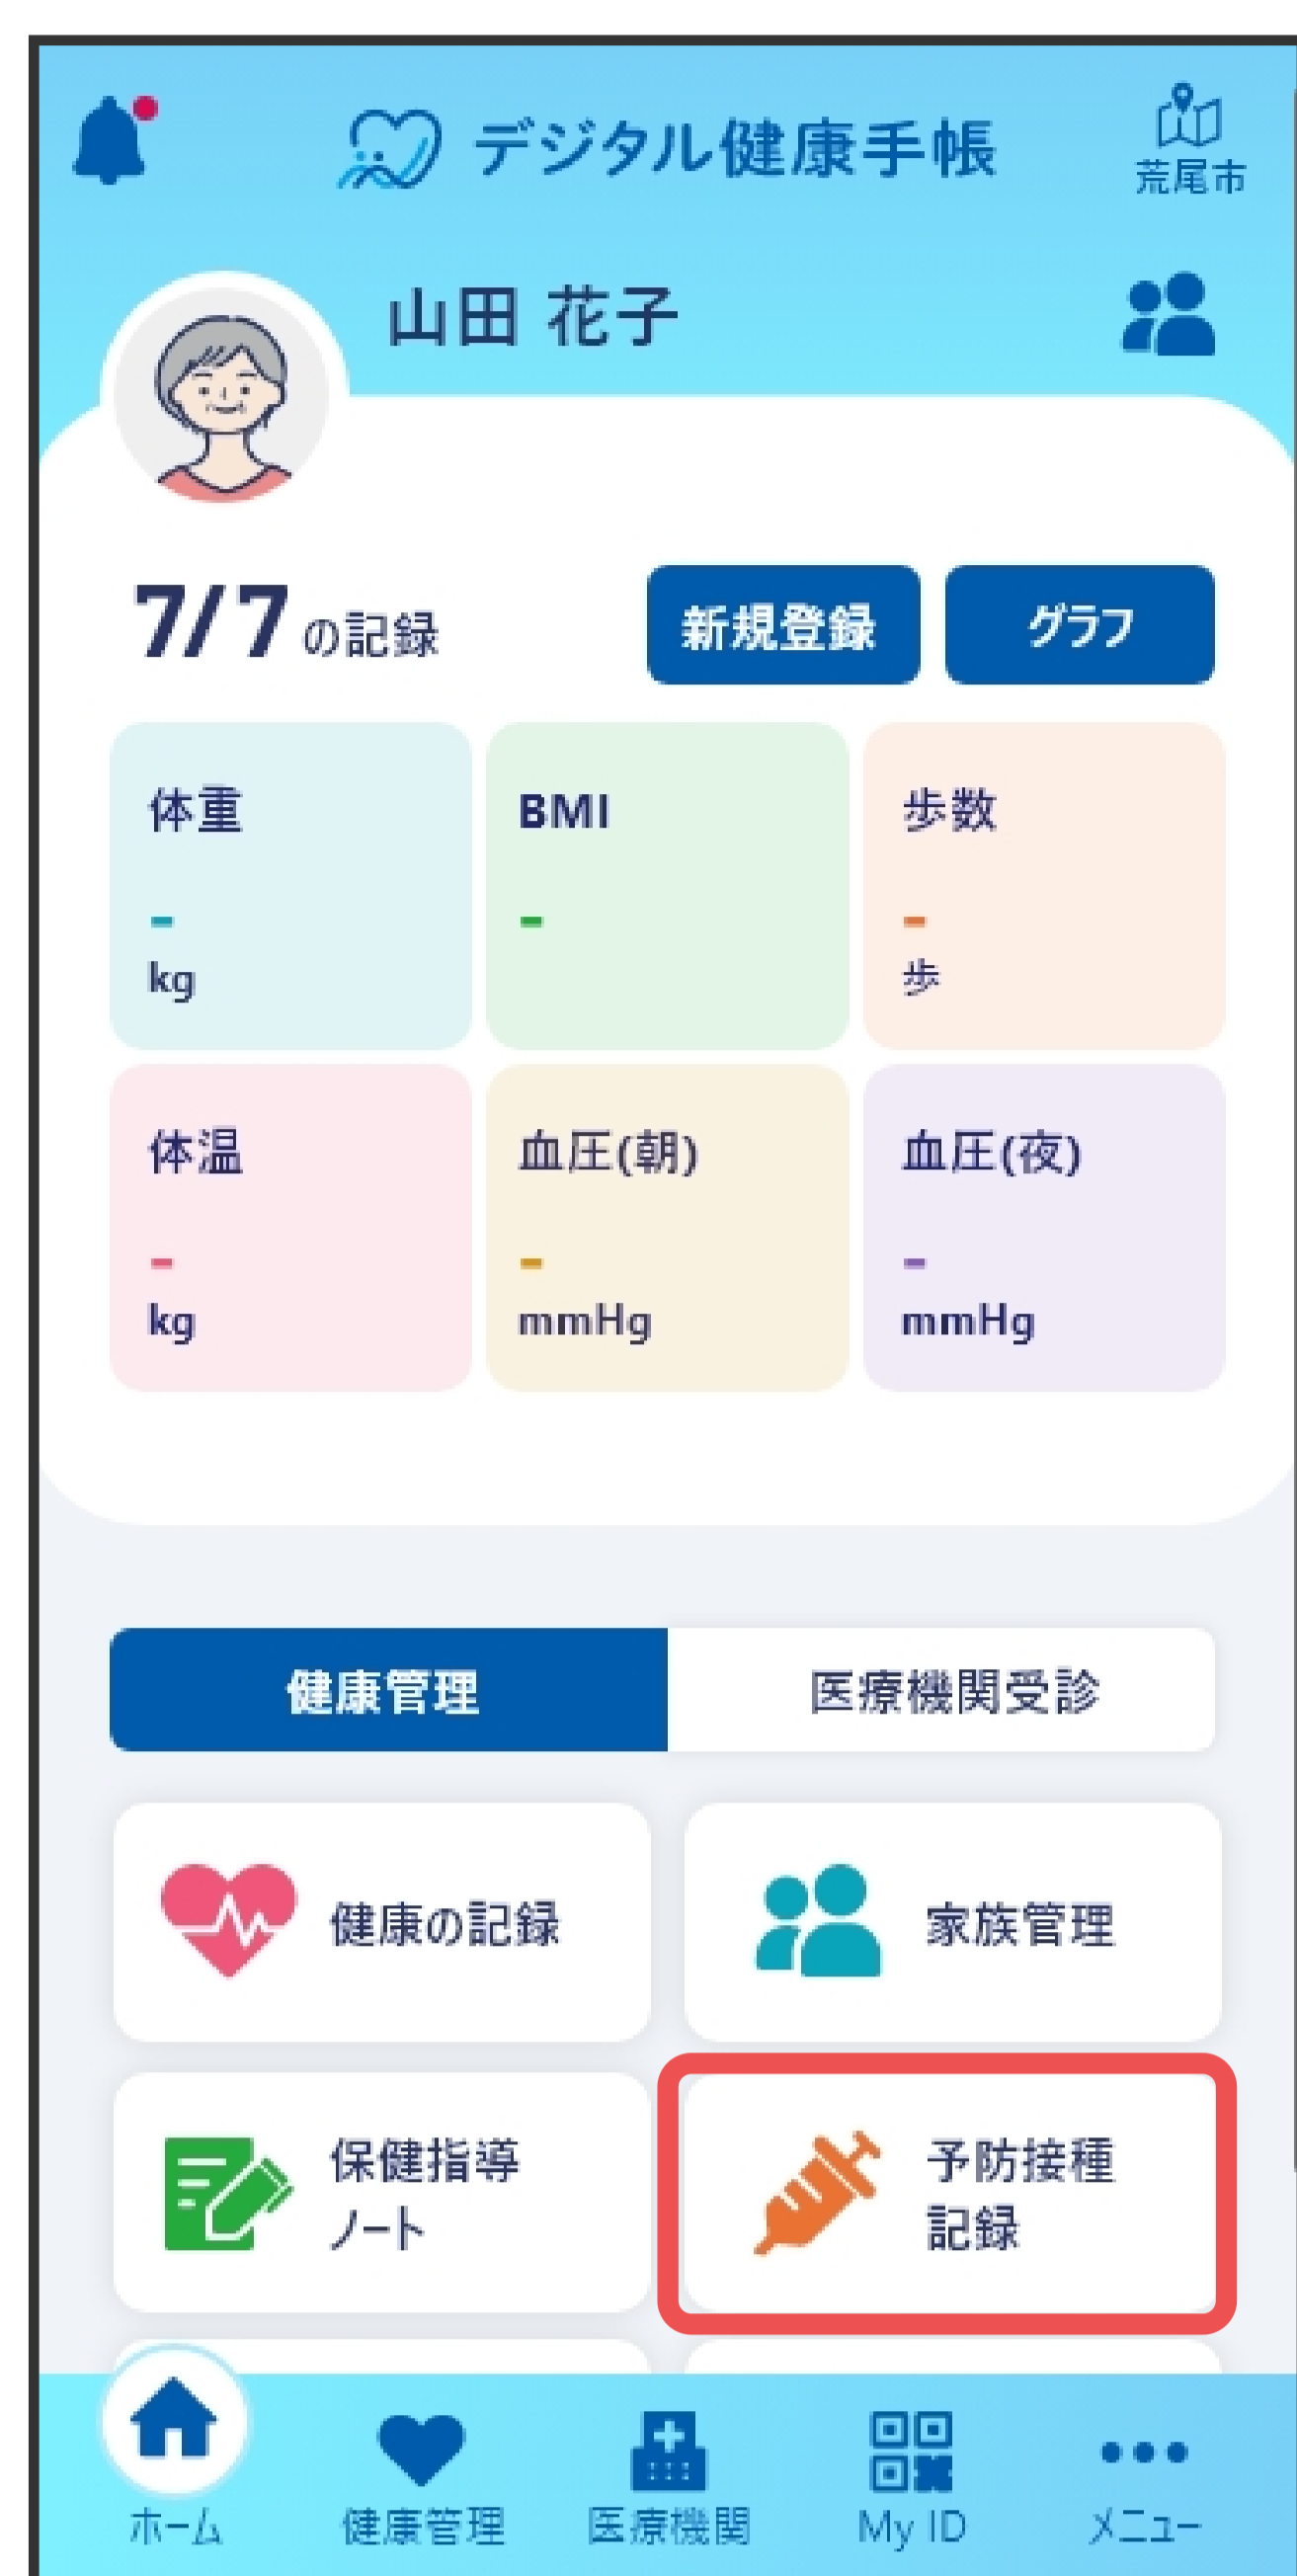 デジタル健康手帳
荒尾市
山田 花子
7/7の記録
新規登録
グラフ
体重
-
kg
BMI
-
歩数
-
歩
体温
-
kg
血圧(朝)
-
mmHg
血圧(夜)
-
mmHg
健康管理
医療機関受診
健康の記録
家族管理
保健指導
ノート
予防接種
記録
ホーム
健康管理
医療機関
My ID
メニュー